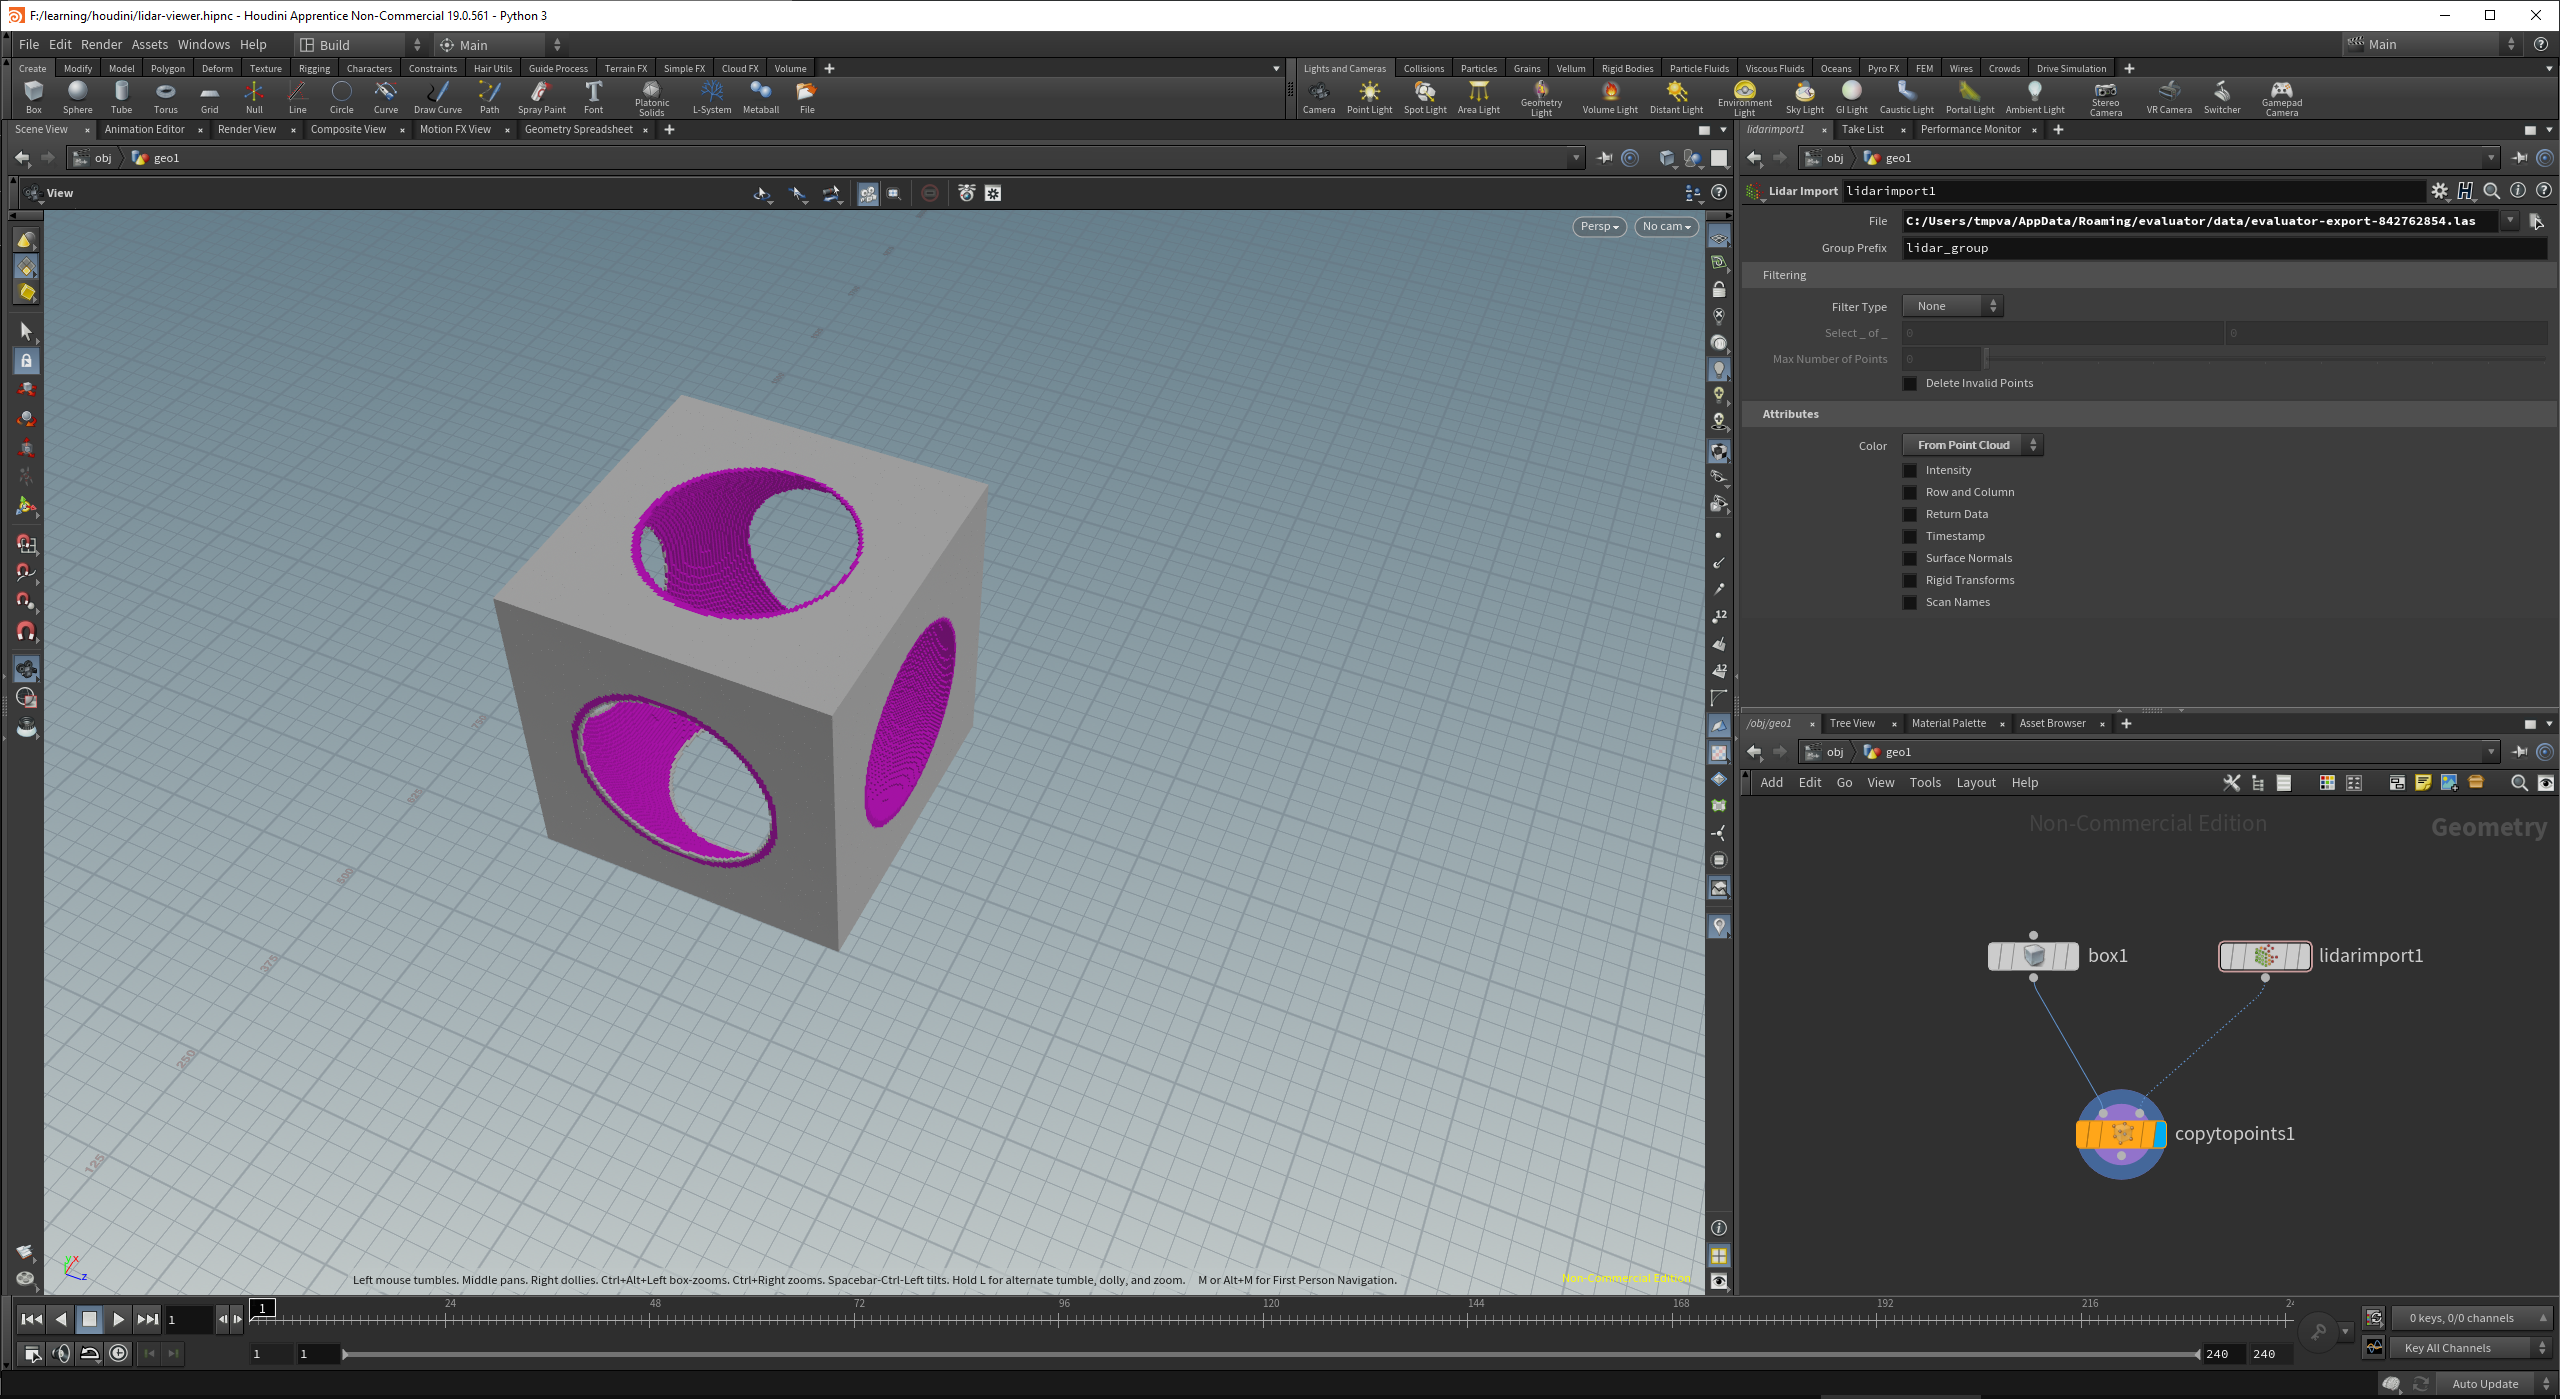 F:/learning/houdini/lidar-viewer.hipnc - Houdini Apprentice Non-Commercial 19.0.561 - Python 3
File Edit Render Assets Windows Help Build Main Main
Create Modify Model Polygon Deform Texture Rigging Characters Constraints Hair Utils Guide Process Terrain FX Simple FX Cloud FX Volume
Box Sphere Tube Torus Grid Null Line Circle Curve Draw Curve Path Spray Paint Font Platonic Solids L-System Metaball File
Lights and Cameras Collisions Particles Grains Vellum Rigid Bodies Particle Fluids Viscous Fluids Oceans Pyro FX FEM Wires Crowds Drive Simulation
Camera Point Light Spot Light Area Light Geometry Light Volume Light Distant Light Environment Light Sky Light GI Light Caustic Light Portal Light Ambient Light Stereo Camera VR Camera Switcher Gamepad Camera
Scene View Animation Editor Render View Composite View Motion FX View Geometry Spreadsheet
obj geo1
View
Persp No cam
625
500
375
250
125
12
12
Left mouse tumbles. Middle pans. Right dollies. Ctrl+Alt+Left box-zooms. Ctrl+Right zooms. Spacebar-Ctrl-Left tilts. Hold L for alternate tumble, dolly, and zoom. M or Alt+M for First Person Navigation.
Non-Commercial Edition
y x z
lidarimport1 Take List Performance Monitor
obj geo1
Lidar Import lidarimport1
File C:/Users/tmpva/AppData/Roaming/evaluator/data/evaluator-export-842762854.las
Group Prefix lidar_group
Filtering
Filter Type None
Select _ of _ 0 0
Max Number of Points 0
Delete Invalid Points
Attributes
Color From Point Cloud
Intensity
Row and Column
Return Data
Timestamp
Surface Normals
Rigid Transforms
Scan Names
/obj/geo1 Tree View Material Palette Asset Browser
obj geo1
Add Edit Go View Tools Layout Help
Non-Commercial Edition Geometry
box1 lidarimport1
copytopoints1
1 1 24 48 72 96 120 144 168 192 216
0 keys, 0/0 channels
1 1 240 240 Key All Channels
Auto Update